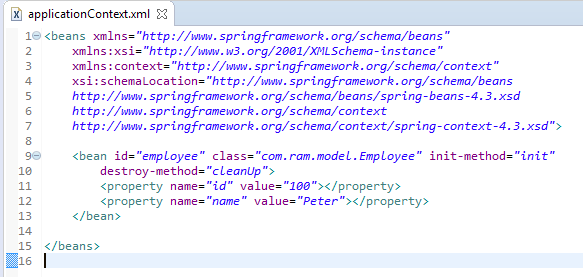 applicationContext.xml
1 <beans xmlns="http://www.springframework.org/schema/beans"
2     xmlns:xsi="http://www.w3.org/2001/XMLSchema-instance"
3     xmlns:context="http://www.springframework.org/schema/context"
4     xsi:schemaLocation="http://www.springframework.org/schema/beans
5     http://www.springframework.org/schema/beans/spring-beans-4.3.xsd
6     http://www.springframework.org/schema/context
7     http://www.springframework.org/schema/context/spring-context-4.3.xsd">
8
9     <bean id="employee" class="com.ram.model.Employee" init-method="init"
10         destroy-method="cleanUp">
11         <property name="id" value="100"></property>
12         <property name="name" value="Peter"></property>
13     </bean>
14
15 </beans>
16